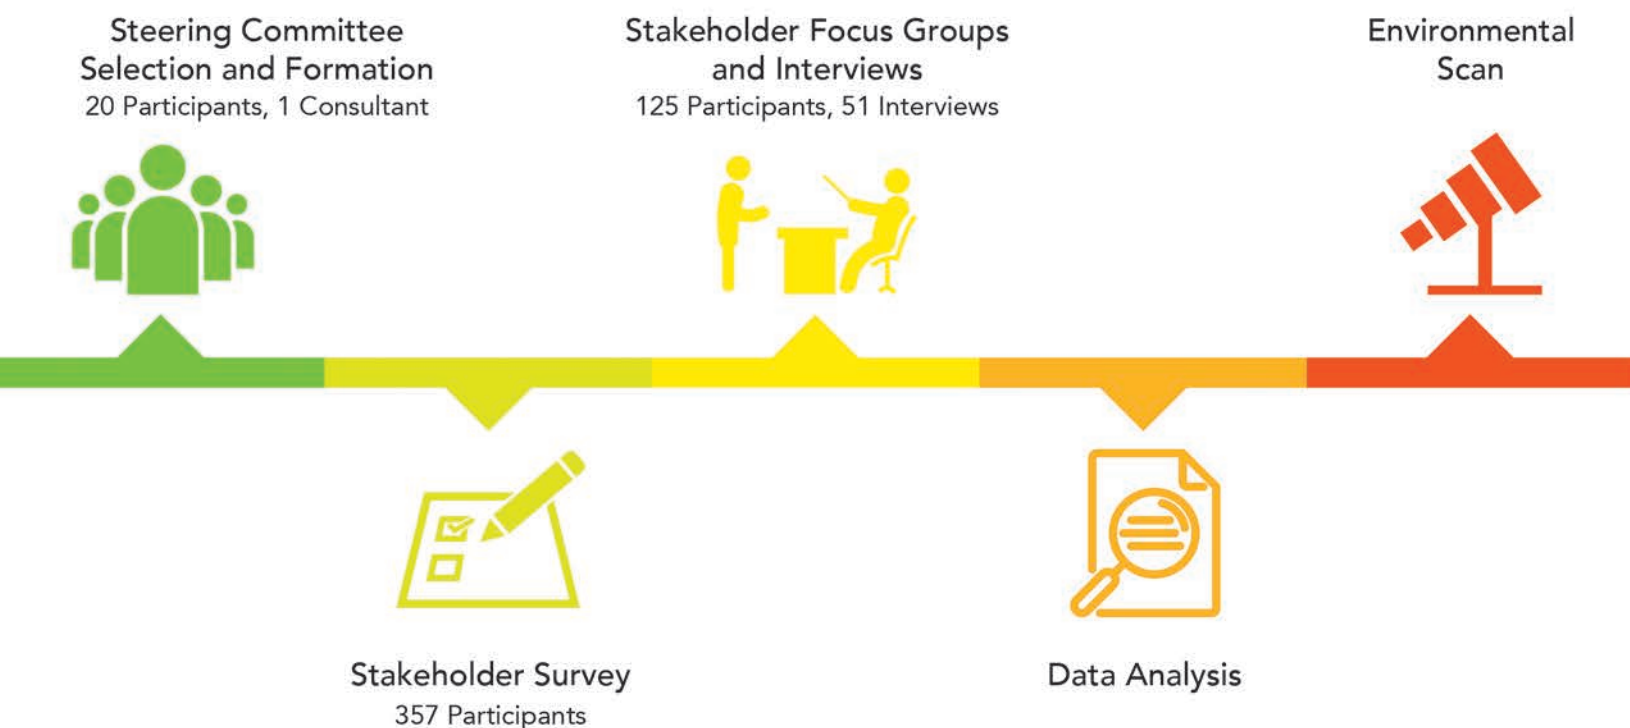 Steering Committee
Selection and Formation
20 Participants, 1 Consultant
Stakeholder Survey
357 Participants
Stakeholder Focus Groups
and Interviews
125 Participants, 51 Interviews
Data Analysis
Environmental
Scan